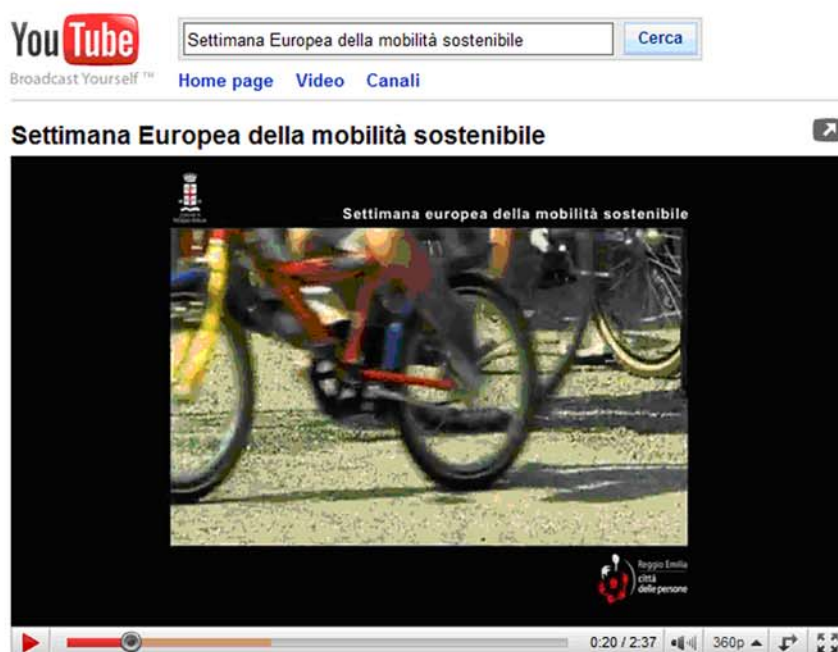 You Tube
Broadcast Yourself ™
Settimana Europea della mobilità sostenibile
Cerca
Home page Video Canali
Settimana Europea della mobilità sostenibile
Settimana europea della mobilità sostenibile
Reggio Emilia
città
delle persone
0:20 / 2:37
360p